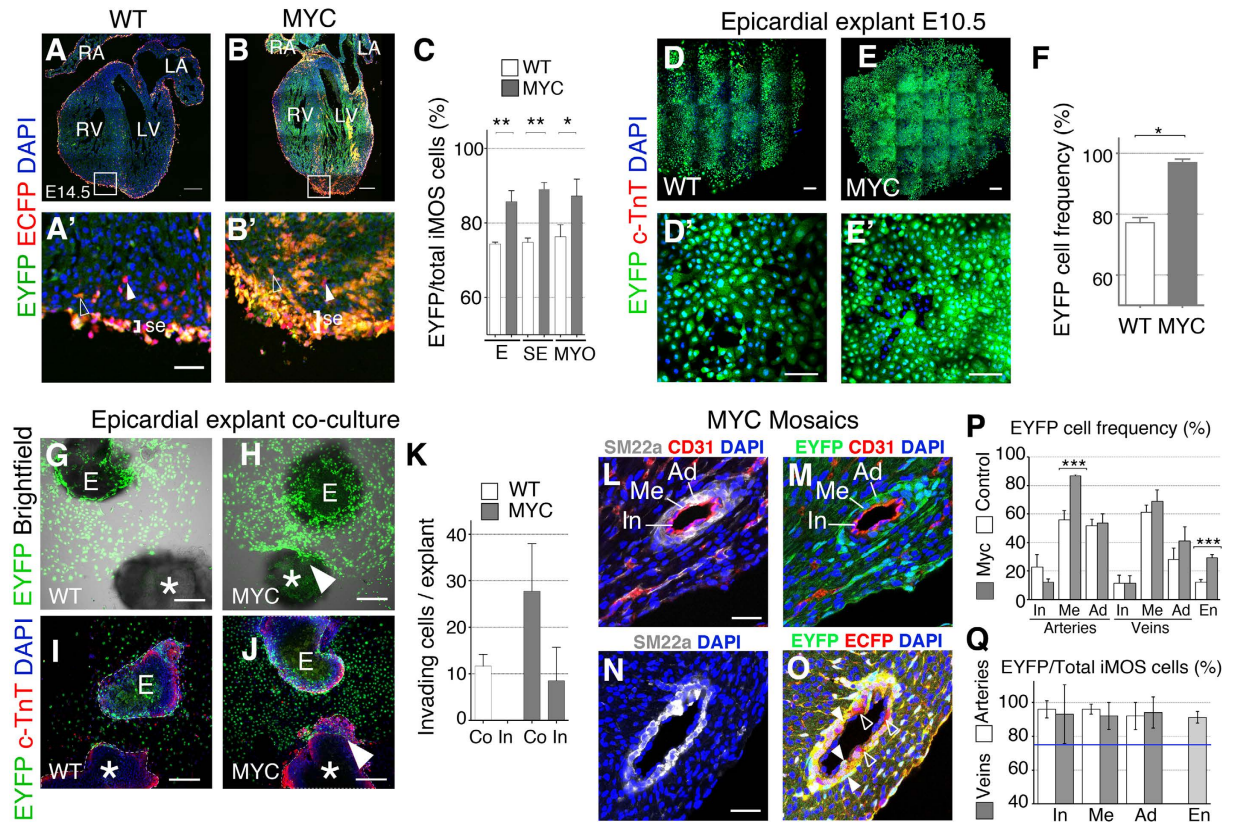 WT
MYC
EYFP ECFP DAPI
A
RA
LA
RV
LV
E14.5
B
RA
LA
RV
LV
A'
se
B'
se
C
WT
MYC
EYFP/total iMOS cells (%)
** ** *
100
80
60
E SE MYO
Epicardial explant E10.5
EYFP c-TnT DAPI
D
WT
E
MYC
D'
E'
F
EYFP cell frequency (%)
*
100
80
60
WT MYC
Epicardial explant co-culture
EYFP Brightfield
G
E
*
WT
H
E
*
MYC
EYFP c-TnT DAPI
I
E
*
WT
J
E
*
MYC
K
WT
MYC
Invading cells / explant
40
30
20
10
0
Co In Co In
MYC Mosaics
SM22a CD31 DAPI
L
Ad
Me
In
EYFP CD31 DAPI
M
Ad
Me
In
SM22a DAPI
N
EYFP ECFP DAPI
O
P
EYFP cell frequency (%)
Myc Control
100
80
60
40
20
0
***
***
In Me Ad In Me Ad En
Arteries Veins
Q
EYFP/Total iMOS cells (%)
Veins Arteries
100
80
60
40
In Me Ad En